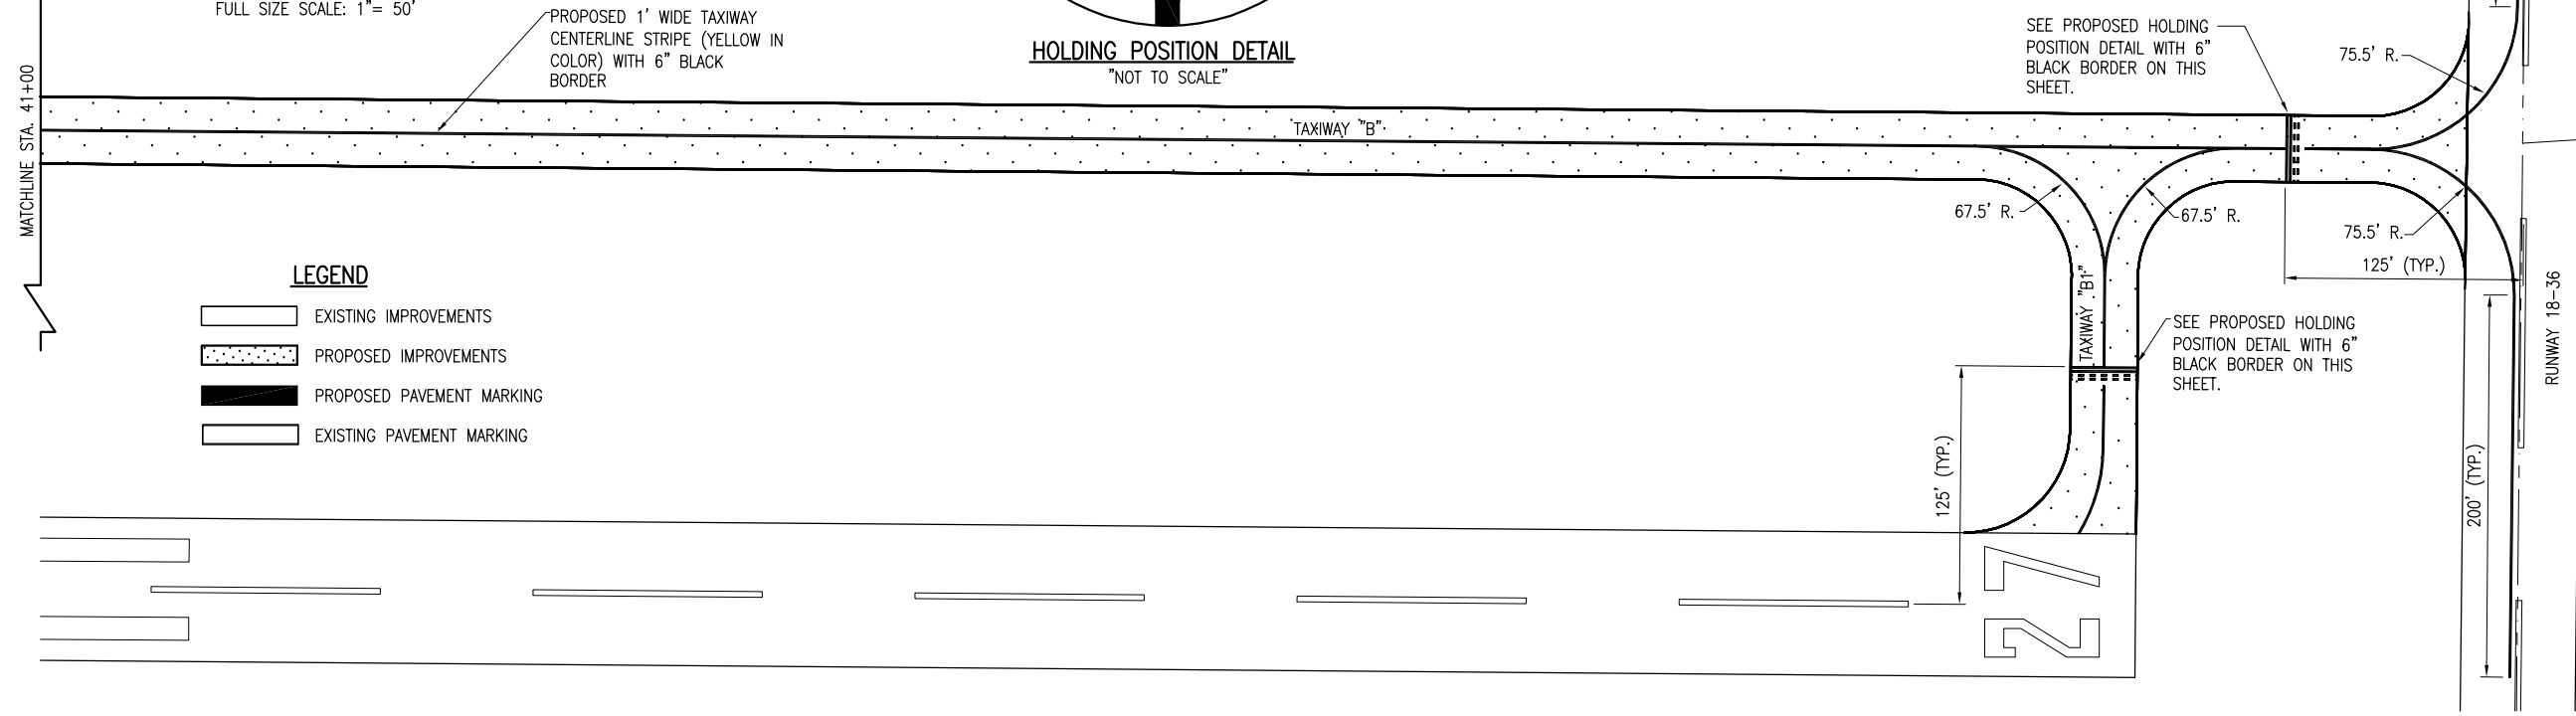 FULL SIZE SCALE: 1"= 50'
PROPOSED 1' WIDE TAXIWAY
CENTERLINE STRIPE (YELLOW IN
COLOR) WITH 6" BLACK
BORDER
HOLDING POSITION DETAIL
"NOT TO SCALE"
SEE PROPOSED HOLDING
POSITION DETAIL WITH 6"
BLACK BORDER ON THIS
SHEET.
75.5' R.
MATCHLINE STA. 41+00
TAXIWAY "B"
67.5' R.
67.5' R.
75.5' R.
125' (TYP.)
RUNWAY 18-36
TAXIWAY "B1"
LEGEND
EXISTING IMPROVEMENTS
PROPOSED IMPROVEMENTS
PROPOSED PAVEMENT MARKING
EXISTING PAVEMENT MARKING
SEE PROPOSED HOLDING
POSITION DETAIL WITH 6"
BLACK BORDER ON THIS
SHEET.
125' (TYP.)
200' (TYP.)
27